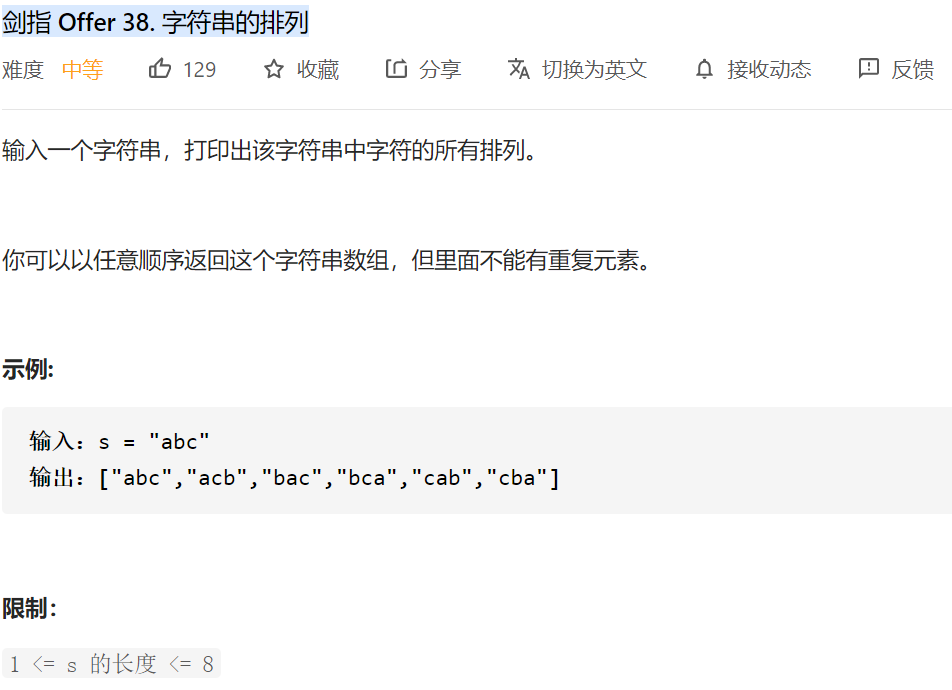 剑指 Offer 38. 字符串的排列
难度 中等 129 收藏 分享 切换为英文 接收动态 反馈
输入一个字符串，打印出该字符串中字符的所有排列。
你可以以任意顺序返回这个字符串数组，但里面不能有重复元素。
示例:
输入：s = "abc"
输出：["abc","acb","bac","bca","cab","cba"]
限制：
1 <= s 的长度 <= 8